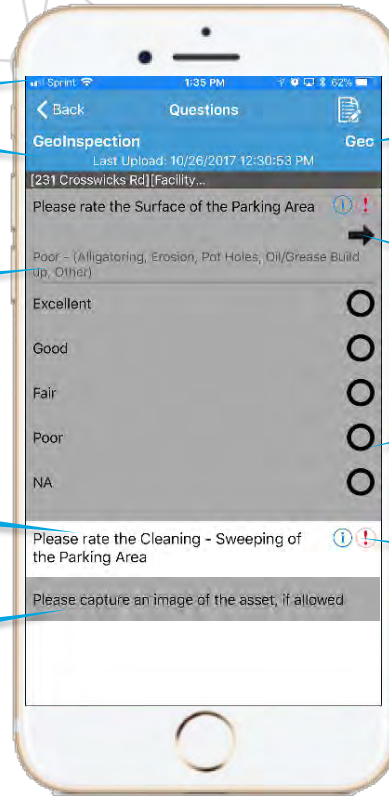 Sprint 1:35 PM 62%
Back Questions
GeoInspection Geo
Last Upload: 10/26/2017 12:30:53 PM
[231 Crosswicks Rd][Facility...
Please rate the Surface of the Parking Area
Poor - (Alligatoring, Erosion, Pot Holes, Oil/Grease Build
up, Other)
Excellent
Good
Fair
Poor
NA
Please rate the Cleaning - Sweeping of
the Parking Area
Please capture an image of the asset, if allowed